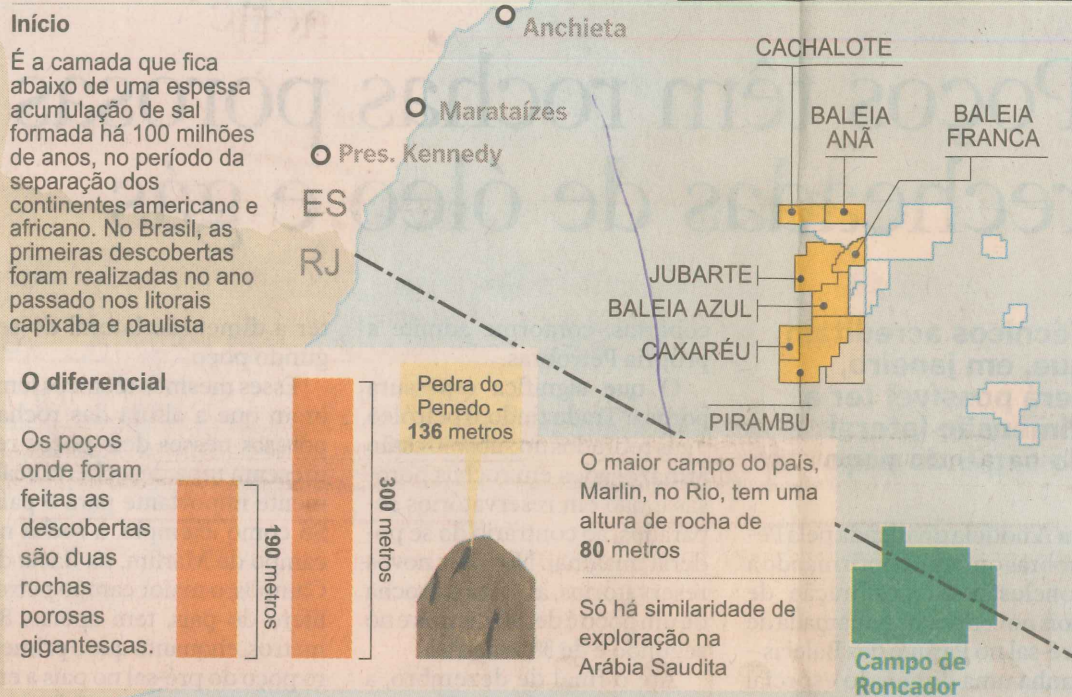 Início
É a camada que fica
abaixo de uma espessa
acumulação de sal
formada há 100 milhões
de anos, no período da
separação dos
continentes americano e
africano. No Brasil, as
primeiras descobertas
foram realizadas no ano
passado nos litorais
capixaba e paulista
Anchieta
Marataízes
Pres. Kennedy
ES
RJ
CACHALOTE
BALEIA
ANÃ
BALEIA
FRANCA
JUBARTE
BALEIA AZUL
CAXARÉU
PIRAMBU
O diferencial
Os poços
onde foram
feitas as
descobertas
são duas
rochas
porosas
gigantescas.
190 metros
300 metros
Pedra do
Penedo -
136 metros
O maior campo do país,
Marlin, no Rio, tem uma
altura de rocha de
80 metros
Só há similaridade de
exploração na
Arábia Saudita
Campo de
Roncador